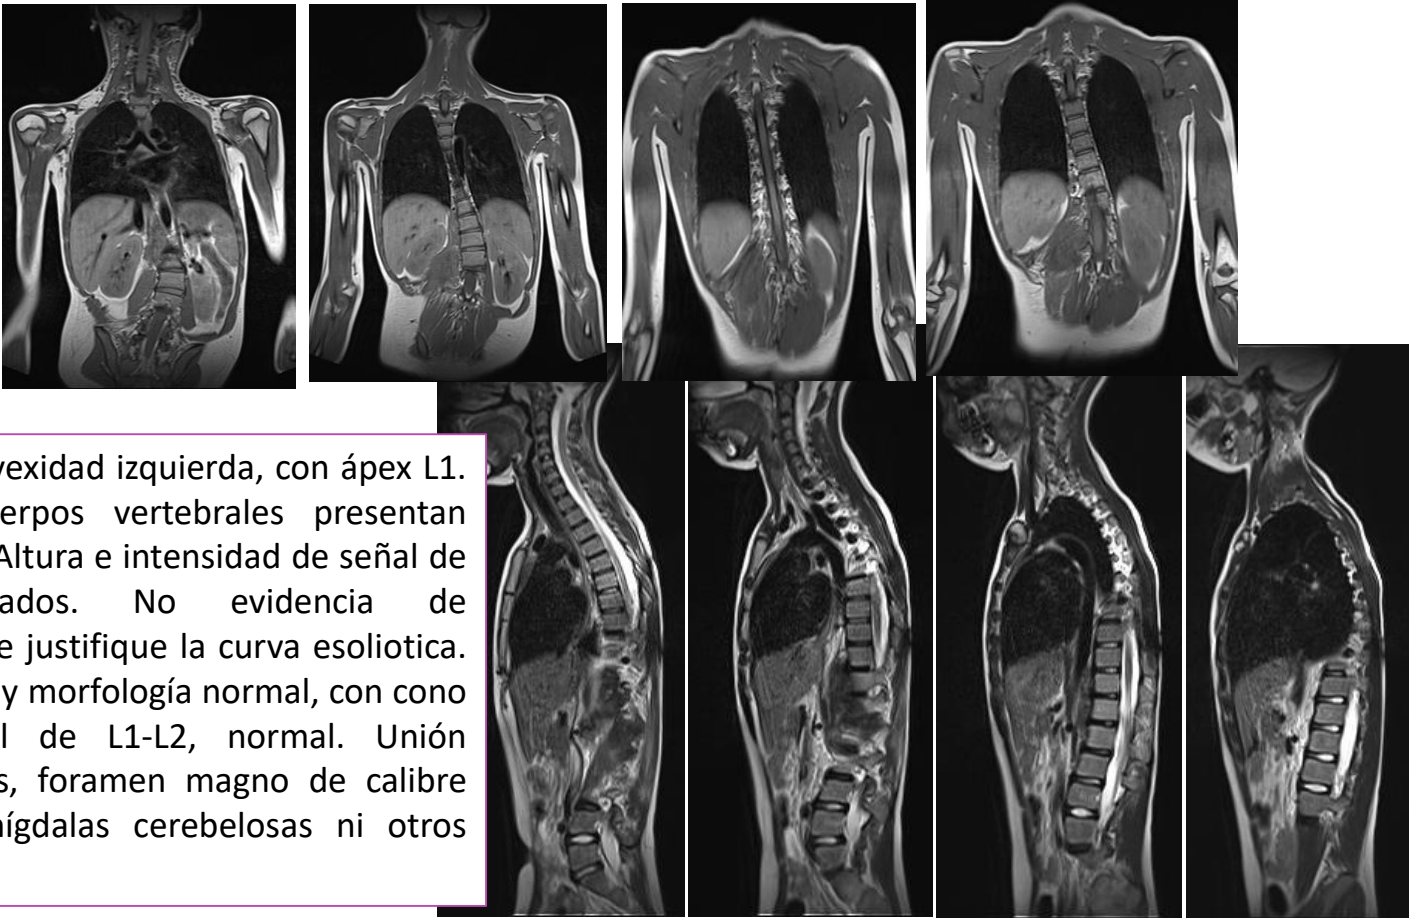 vexidad izquierda, con ápex L1.
erpos vertebrales presentan
Altura e intensidad de señal de
ados. No evidencia de
e justifique la curva esoliotica.
y morfología normal, con cono
l de L1-L2, normal. Unión
s, foramen magno de calibre
ígdalas cerebelosas ni otros